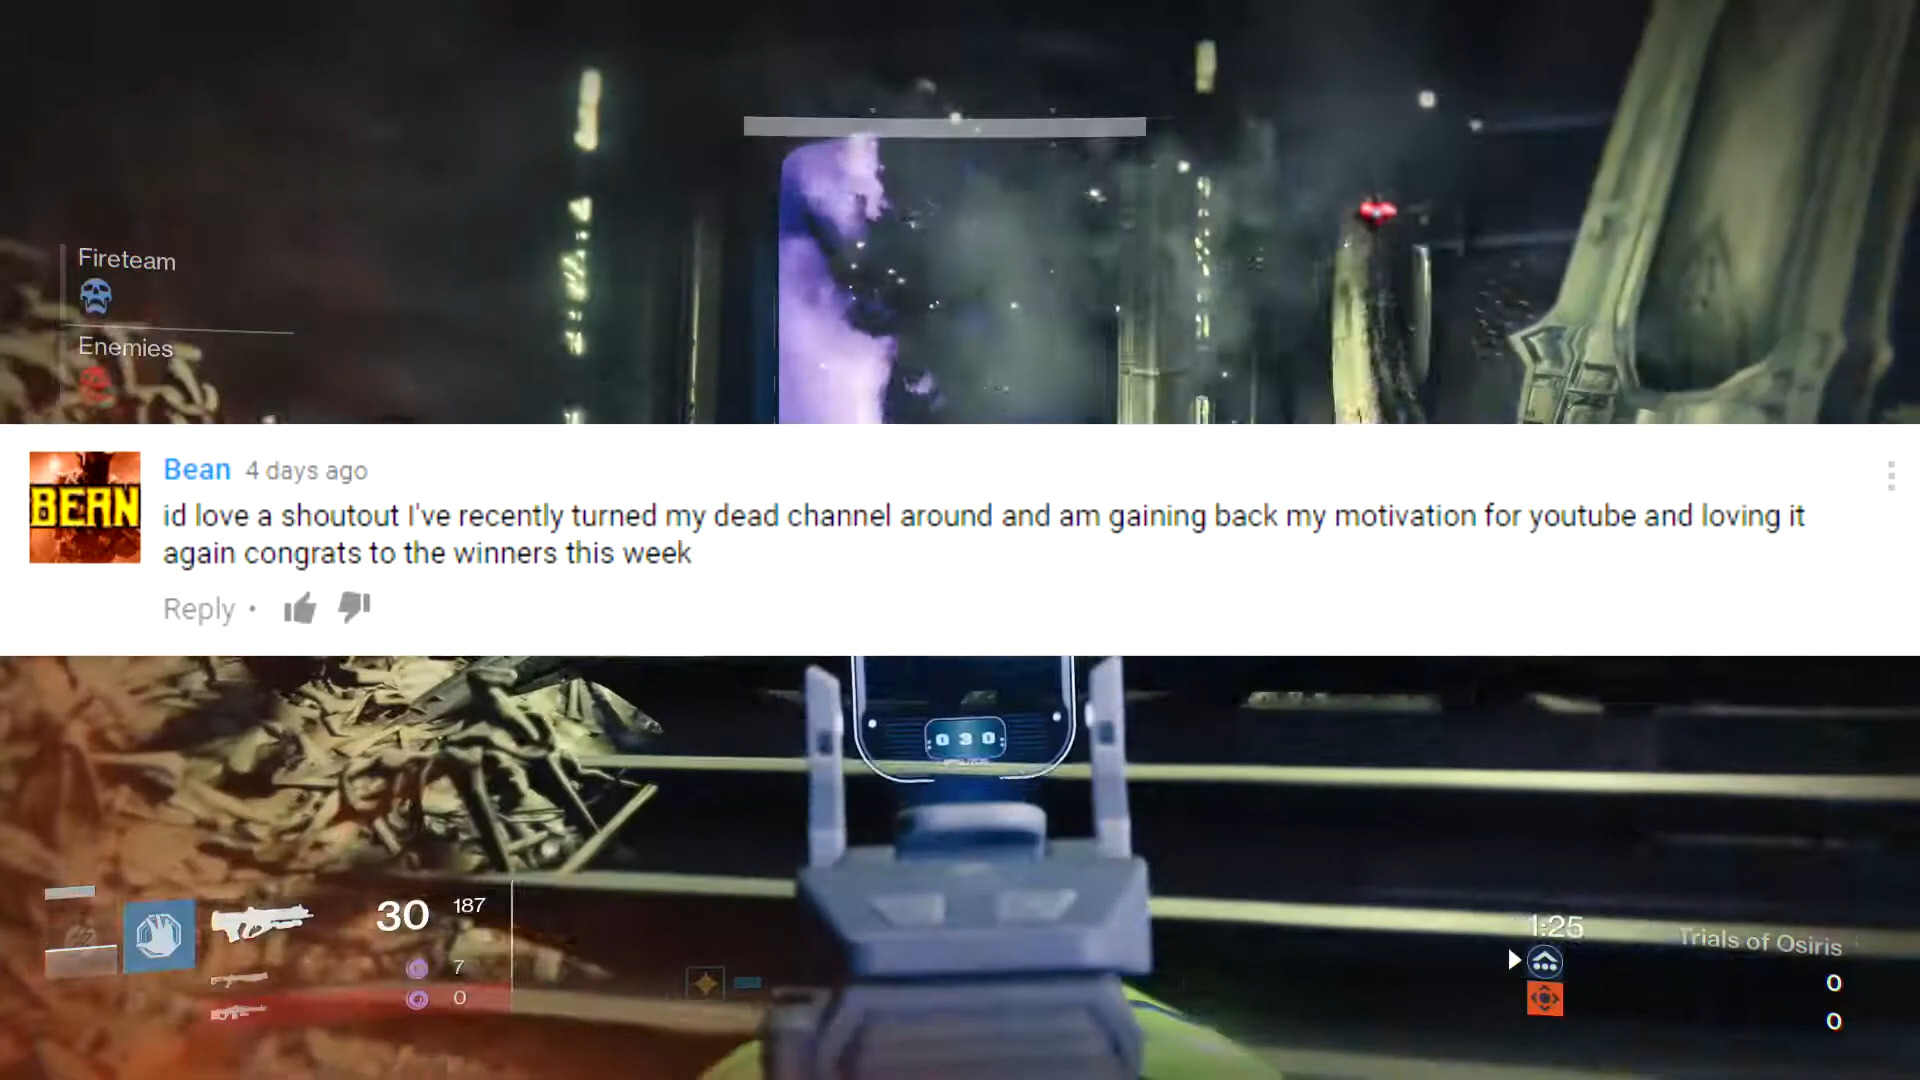 Fireteam
Enemies
BEAN
Bean 4 days ago
id love a shoutout I've recently turned my dead channel around and am gaining back my motivation for youtube and loving it
again congrats to the winners this week
Reply •
030
30 187
7
0
1:25
Trials of Osiris
0
0